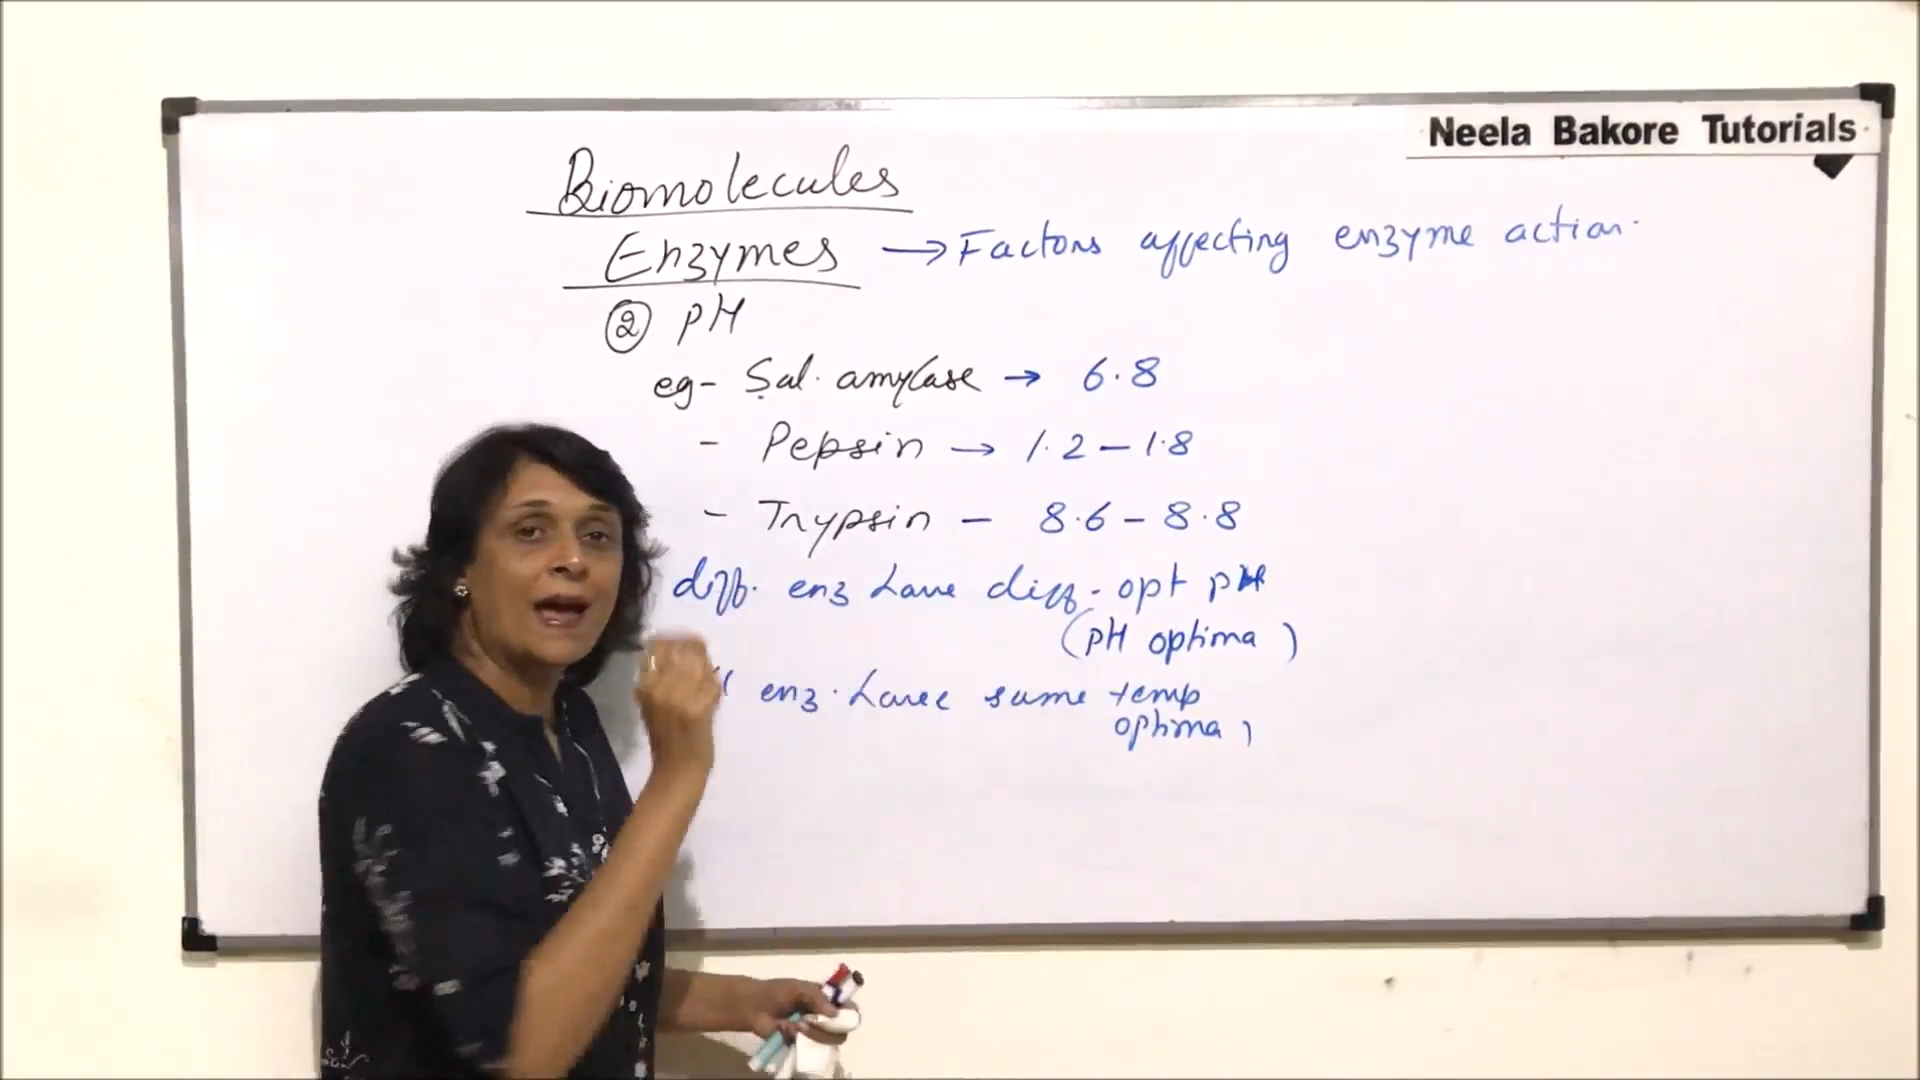 Neela Bakore Tutorials
Biomolecules
Enzymes → Factors affecting enzyme action.
② pH
eg- Sal. amylase → 6.8
- Pepsin → 1.2 – 1.8
- Trypsin – 8.6 – 8.8
diff. enz have diff. opt pH
(pH optima)
enz. have same temp
optima